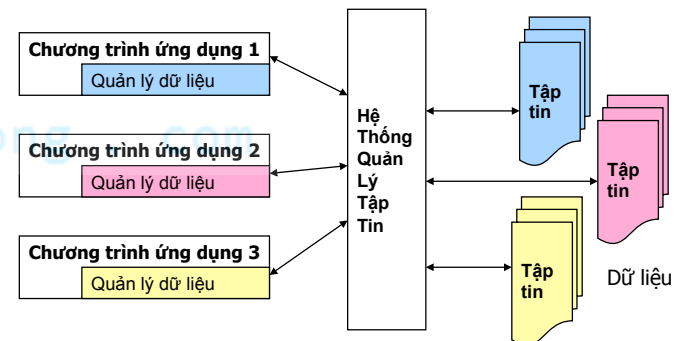 Chương trình ứng dụng 1
Quản lý dữ liệu
Chương trình ứng dụng 2
Quản lý dữ liệu
Chương trình ứng dụng 3
Quản lý dữ liệu
Hệ
Thống
Quản
Lý
Tập
Tin
Tập
tin
Tập
tin
Tập
tin
Dữ liệu
ong . com